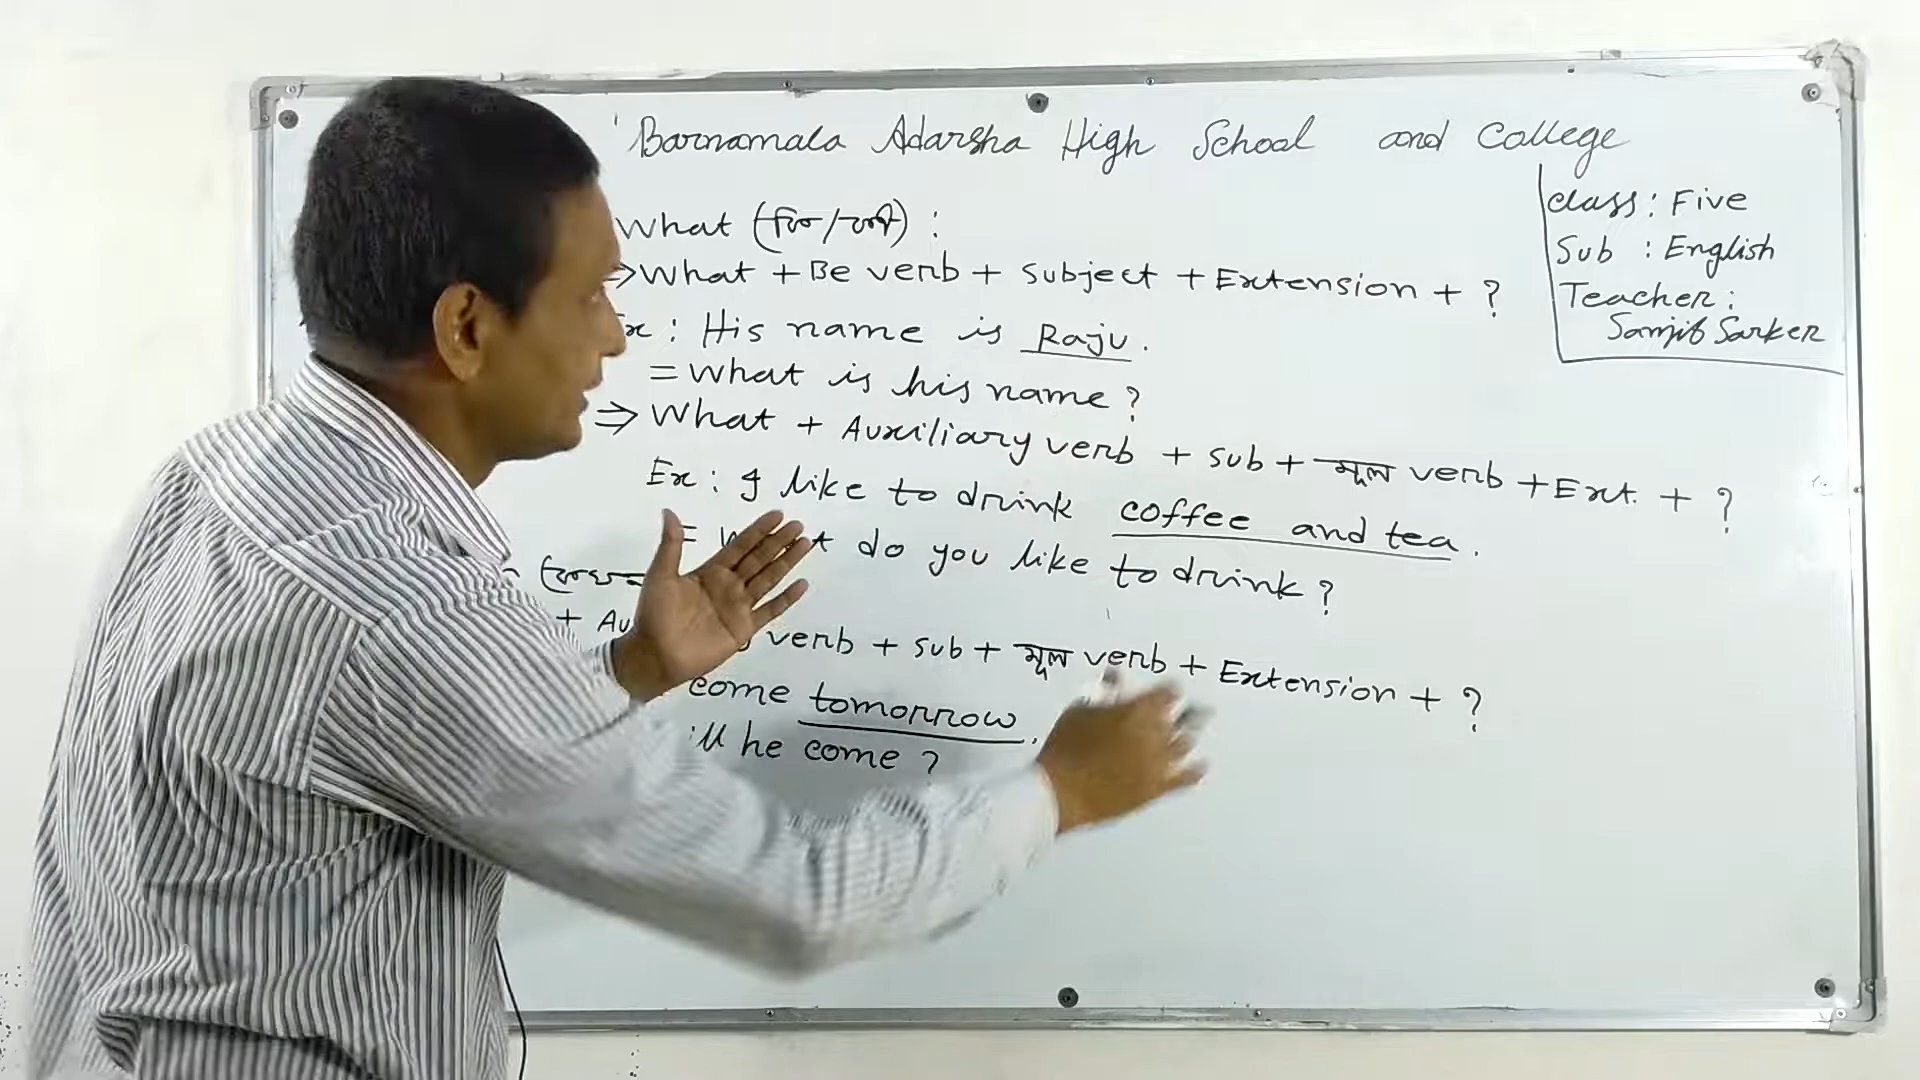 Barnamala Adarsha High School and College
class: Five
Sub : English
Teacher:
Sanjib Sarker
What (কি/কী) :
⇒ What + Be verb + Subject + Extension + ?
: His name is Raju.
= What is his name?
⇒ What + Auxiliary verb + sub + মূল verb + Ext. + ?
Ex : I like to drink coffee and tea.
= What do you like to drink?
+ Au verb + sub + মূল verb + Extension + ?
come tomorrow.
he come ?